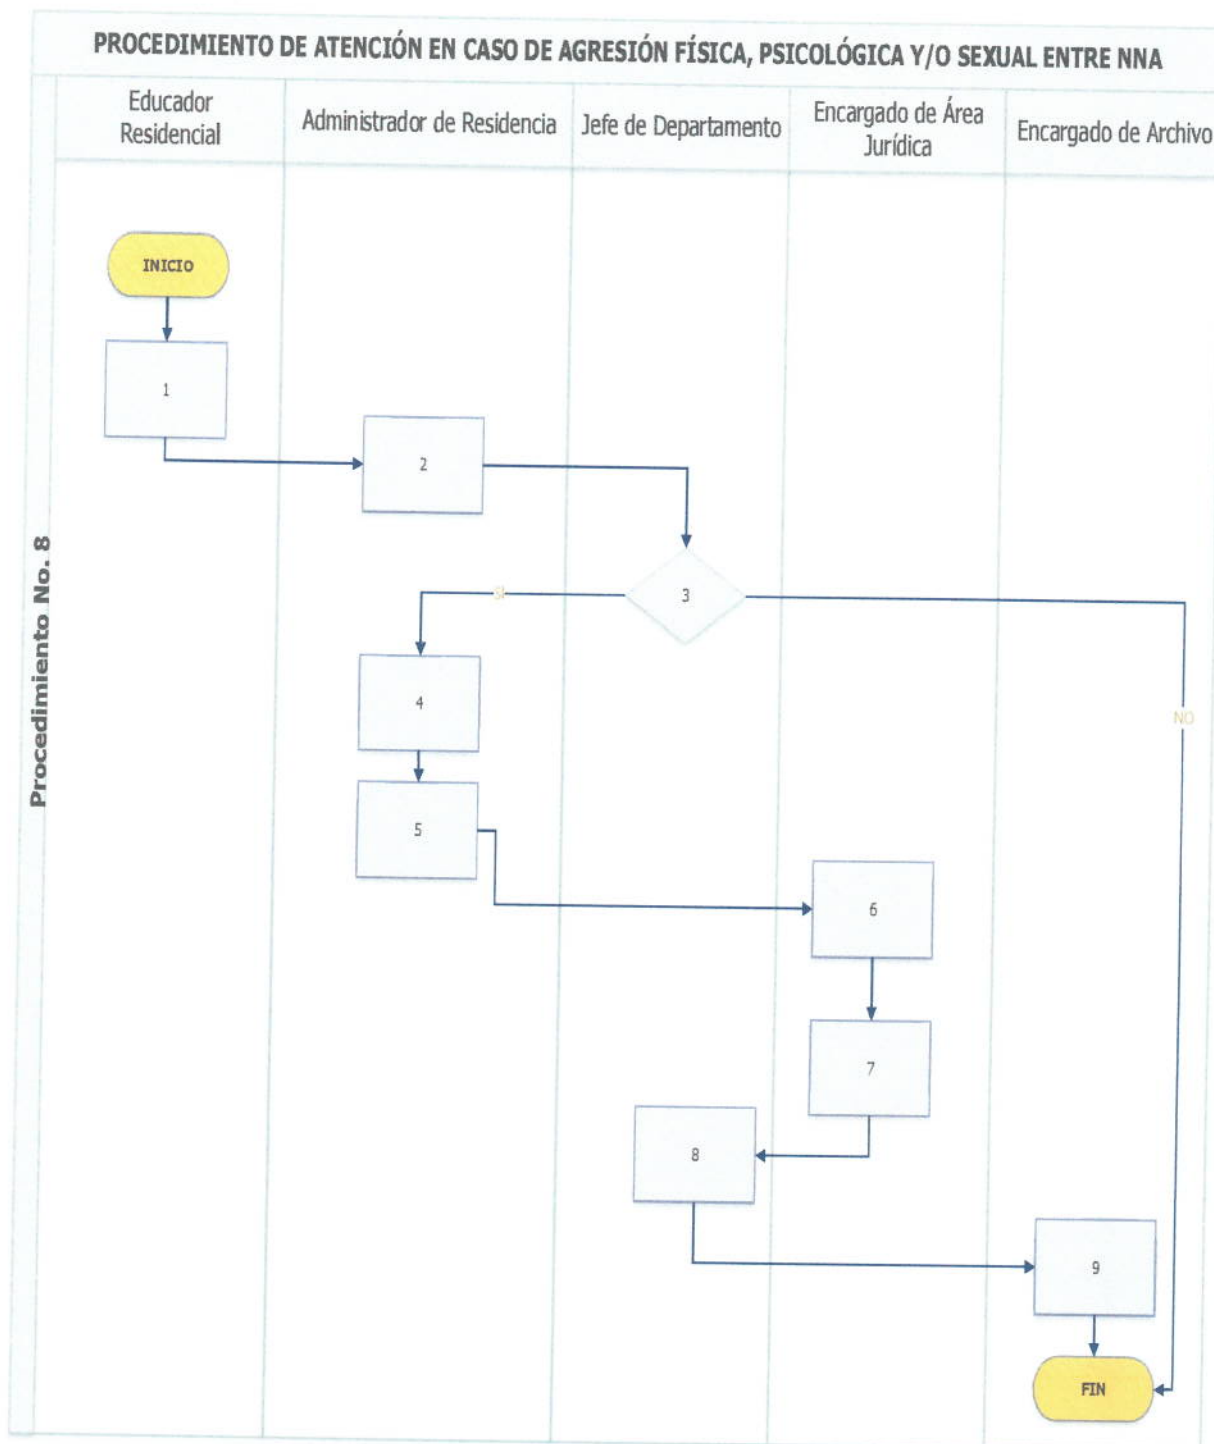 PROCEDIMIENTO DE ATENCIÓN EN CASO DE AGRESIÓN FÍSICA, PSICOLÓGICA Y/O SEXUAL ENTRE NNA
Procedimiento No. 8
Educador
Residencial
Administrador de Residencia
Jefe de Departamento
Encargado de Área
Jurídica
Encargado de Archivo
INICIO
1
2
3
SI
NO
4
5
6
7
8
9
FIN